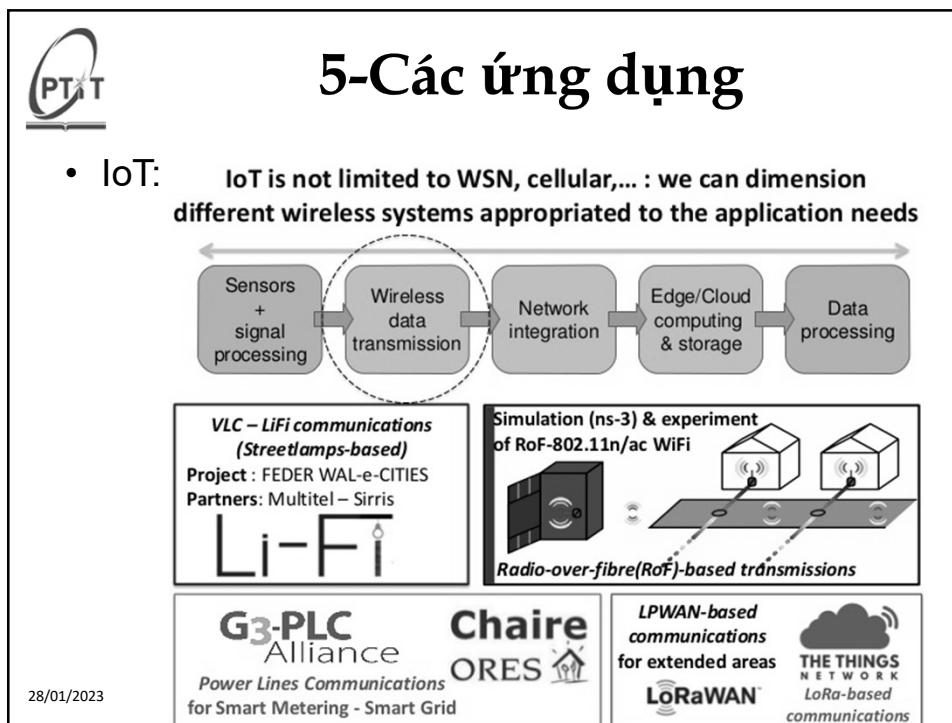 PTIT
5-Các ứng dụng
• IoT:
IoT is not limited to WSN, cellular,... : we can dimension
different wireless systems appropriated to the application needs
Sensors
+
signal
processing
Wireless
data
transmission
Network
integration
Edge/Cloud
computing
& storage
Data
processing
VLC – LiFi communications
(Streetlamps-based)
Project : FEDER WAL-e-CITIES
Partners: Multitel – Sirris
Li-Fi
Simulation (ns-3) & experiment
of RoF-802.11n/ac WiFi
Radio-over-fibre(RoF)-based transmissions
G3-PLC
Alliance
Chaire
ORES
Power Lines Communications
for Smart Metering - Smart Grid
LPWAN-based
communications
for extended areas
LoRaWAN™
THE THINGS
NETWORK
LoRa-based
communications
28/01/2023